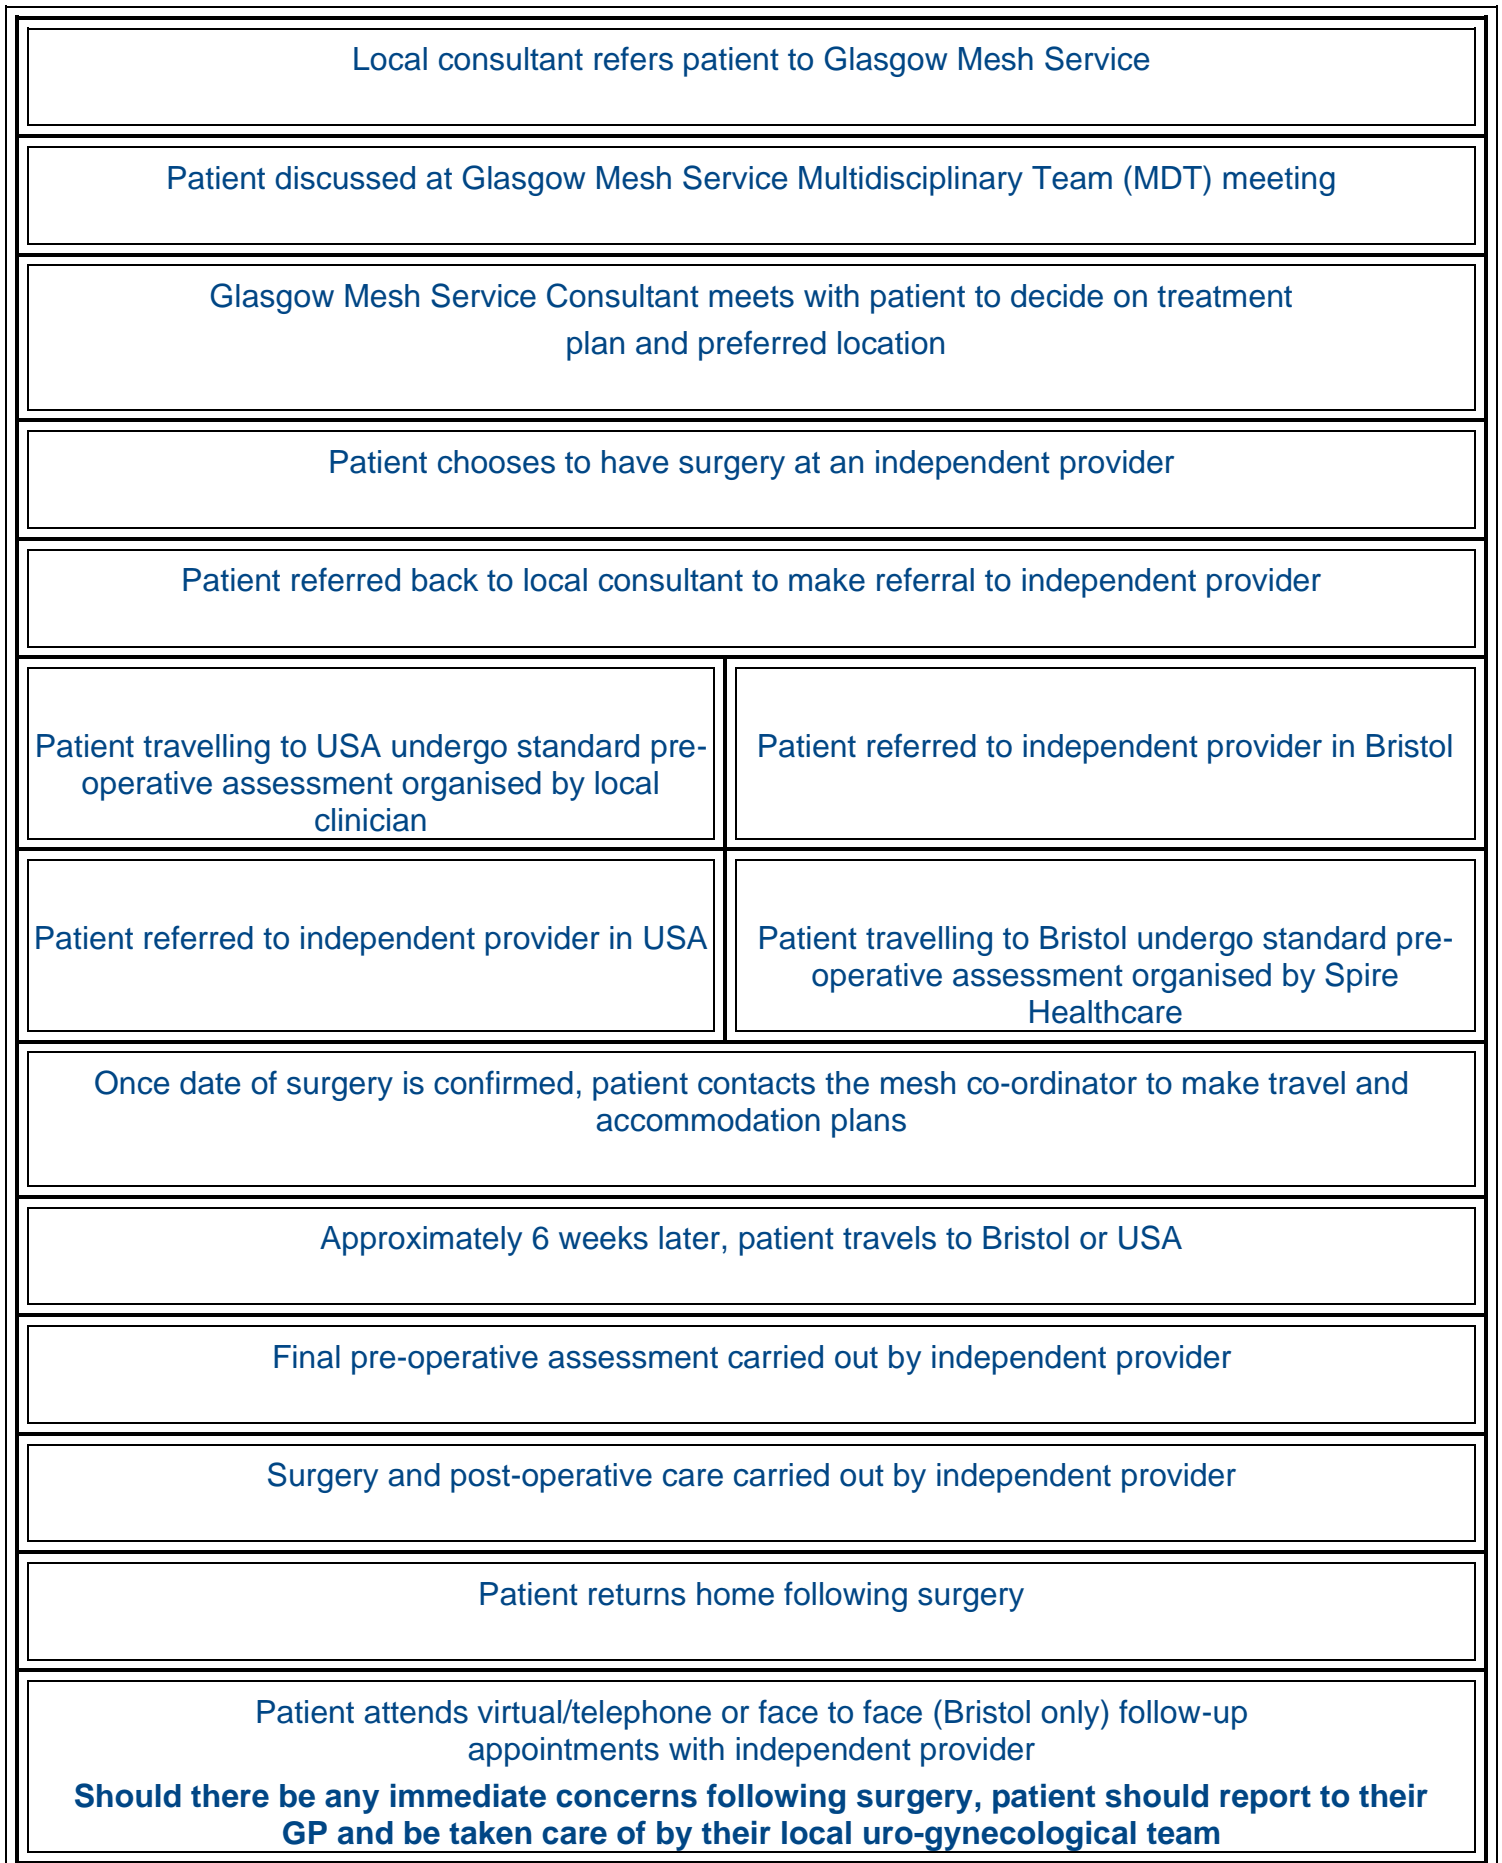 Local consultant refers patient to Glasgow Mesh Service
Patient discussed at Glasgow Mesh Service Multidisciplinary Team (MDT) meeting
Glasgow Mesh Service Consultant meets with patient to decide on treatment
plan and preferred location
Patient chooses to have surgery at an independent provider
Patient referred back to local consultant to make referral to independent provider
Patient travelling to USA undergo standard pre-
operative assessment organised by local
clinician
Patient referred to independent provider in Bristol
Patient referred to independent provider in USA
Patient travelling to Bristol undergo standard pre-
operative assessment organised by Spire
Healthcare
Once date of surgery is confirmed, patient contacts the mesh co-ordinator to make travel and
accommodation plans
Approximately 6 weeks later, patient travels to Bristol or USA
Final pre-operative assessment carried out by independent provider
Surgery and post-operative care carried out by independent provider
Patient returns home following surgery
Patient attends virtual/telephone or face to face (Bristol only) follow-up
appointments with independent provider
Should there be any immediate concerns following surgery, patient should report to their
GP and be taken care of by their local uro-gynecological team